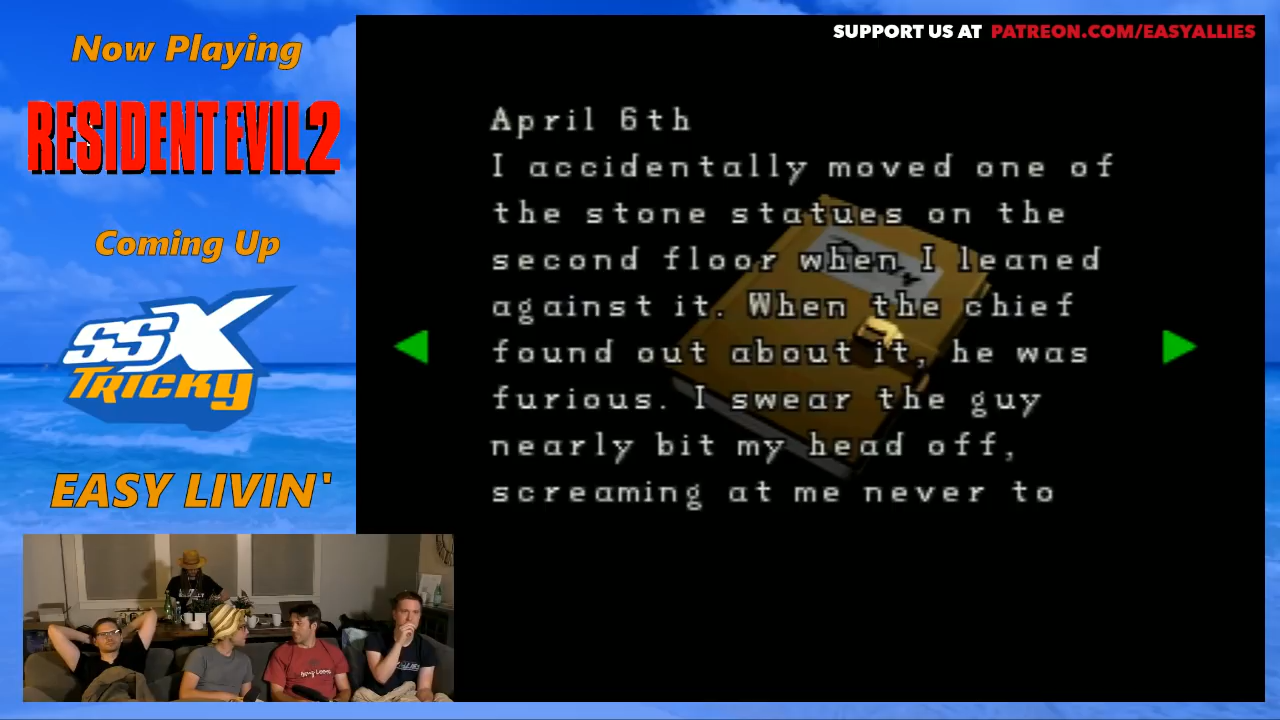 Now Playing
RESIDENT EVIL 2
Coming Up
SSX
TRICKY
EASY LIVIN'
SUPPORT US AT PATREON.COM/EASYALLIES
April 6th
I accidentally moved one of
the stone statues on the
second floor when I leaned
against it. When the chief
found out about it, he was
furious. I swear the guy
nearly bit my head off,
screaming at me never to